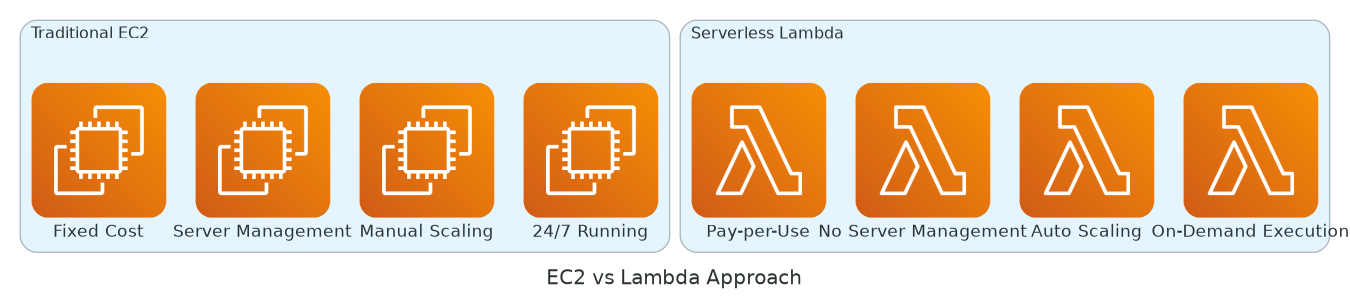 Traditional EC2
Fixed Cost
Server Management
Manual Scaling
24/7 Running
Serverless Lambda
Pay-per-Use
No Server Management
Auto Scaling
On-Demand Execution
EC2 vs Lambda Approach